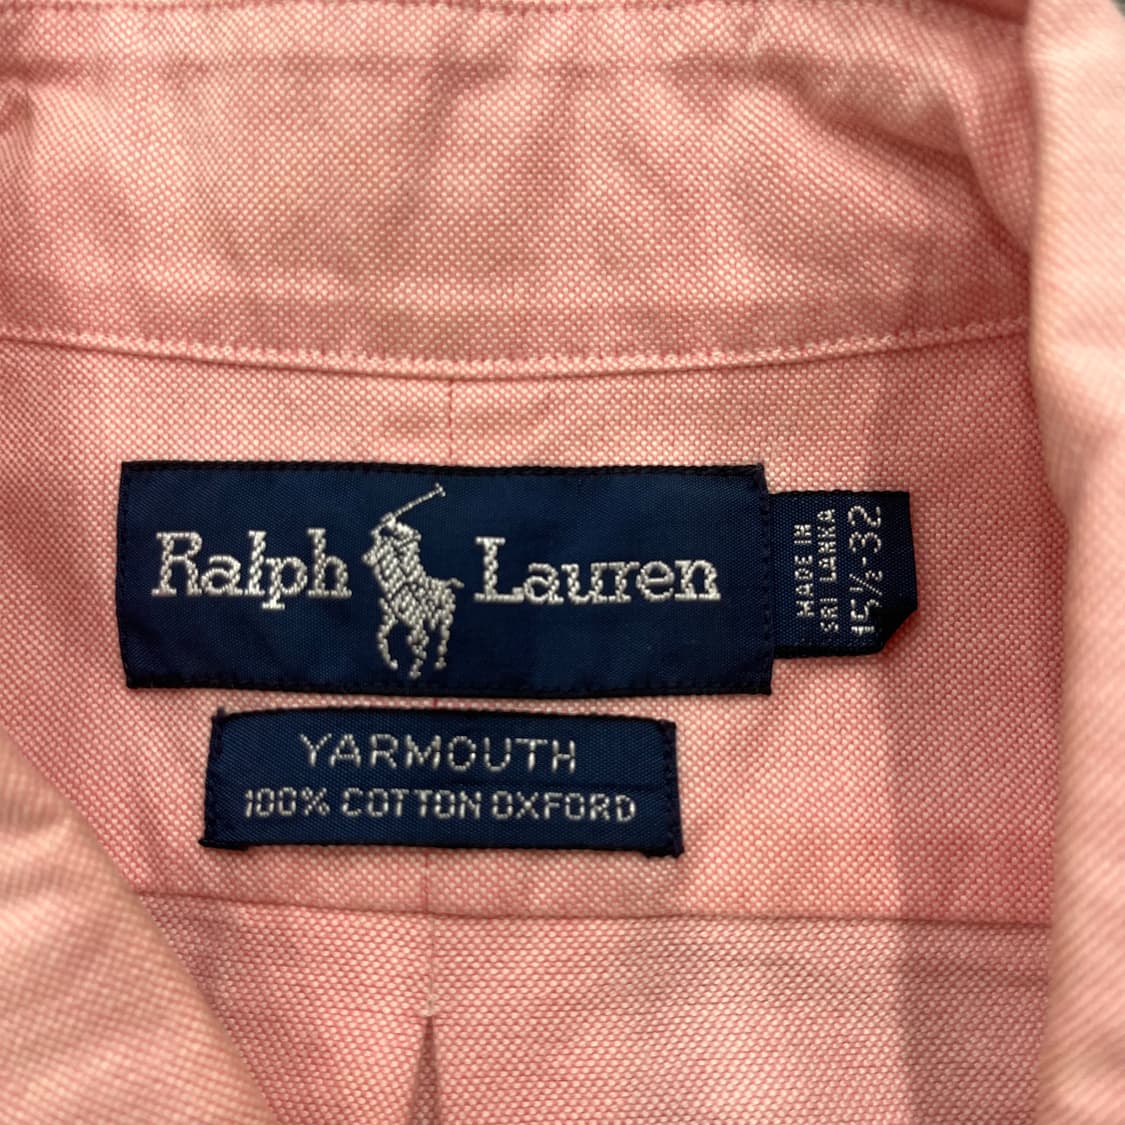 Ralph Lauren
MADE IN
SRI LANKA
15½-32
YARMOUTH
100% COTTON OXFORD